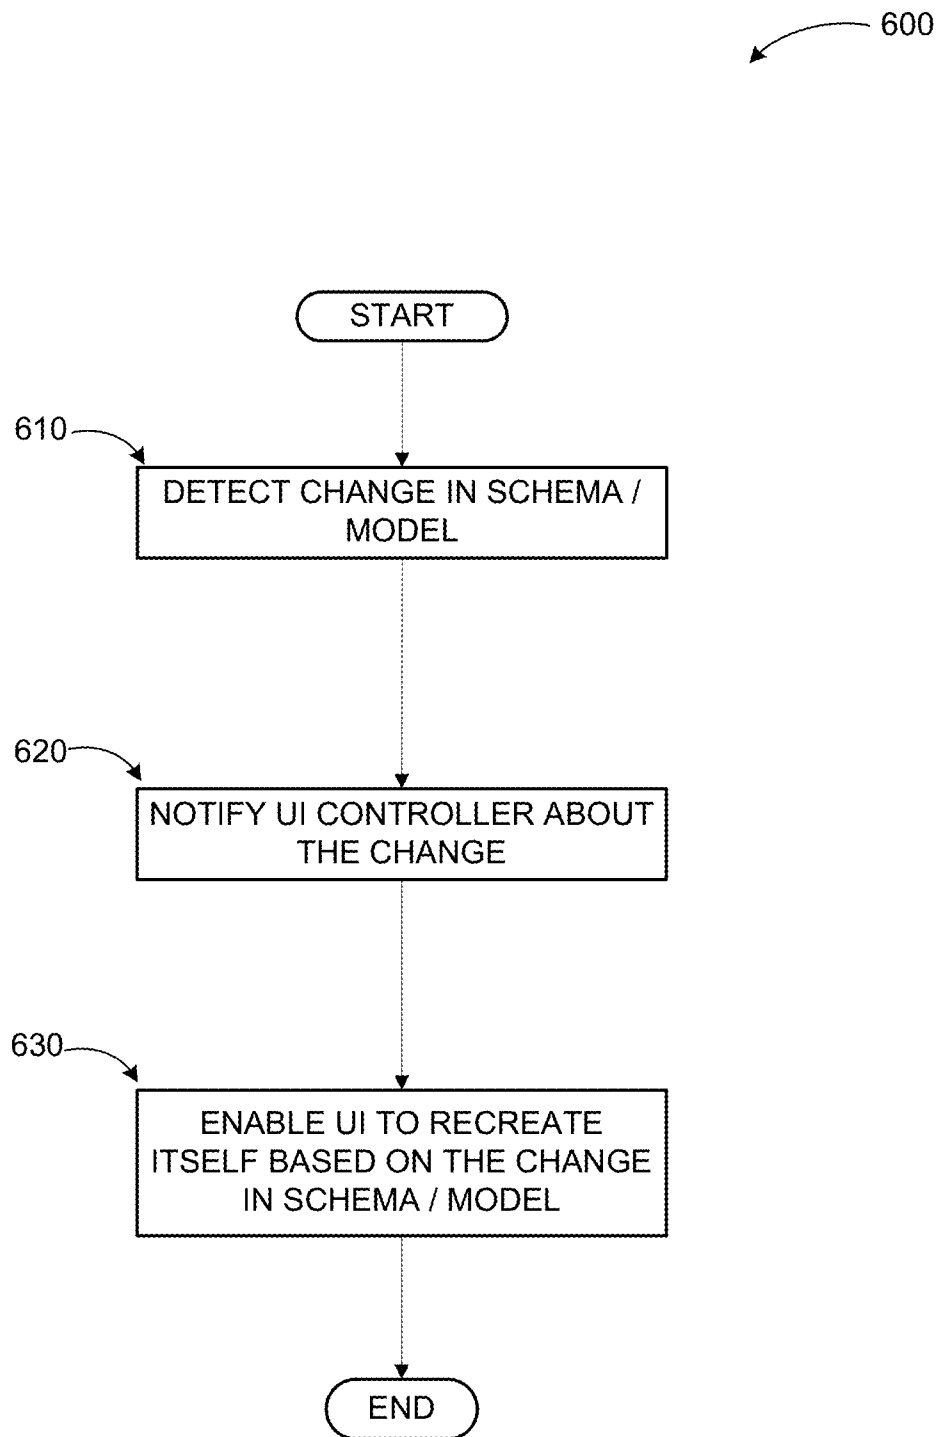 600
START
610
DETECT CHANGE IN SCHEMA /
MODEL
620
NOTIFY UI CONTROLLER ABOUT
THE CHANGE
630
ENABLE UI TO RECREATE
ITSELF BASED ON THE CHANGE
IN SCHEMA / MODEL
END